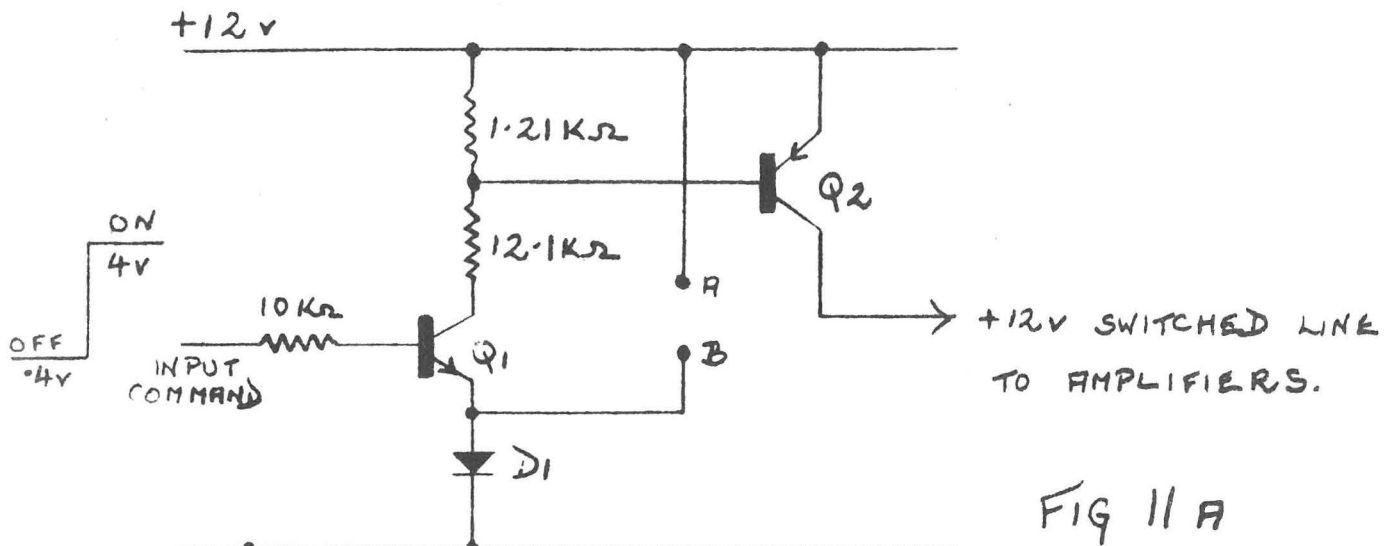 +12v
1.21KΩ
Q2
12.1KΩ
ON
4v
A
10KΩ
+12v SWITCHED LINE
OFF
.4v
INPUT
COMMAND
Q1
B
TO AMPLIFIERS.
D1
FIG 11A